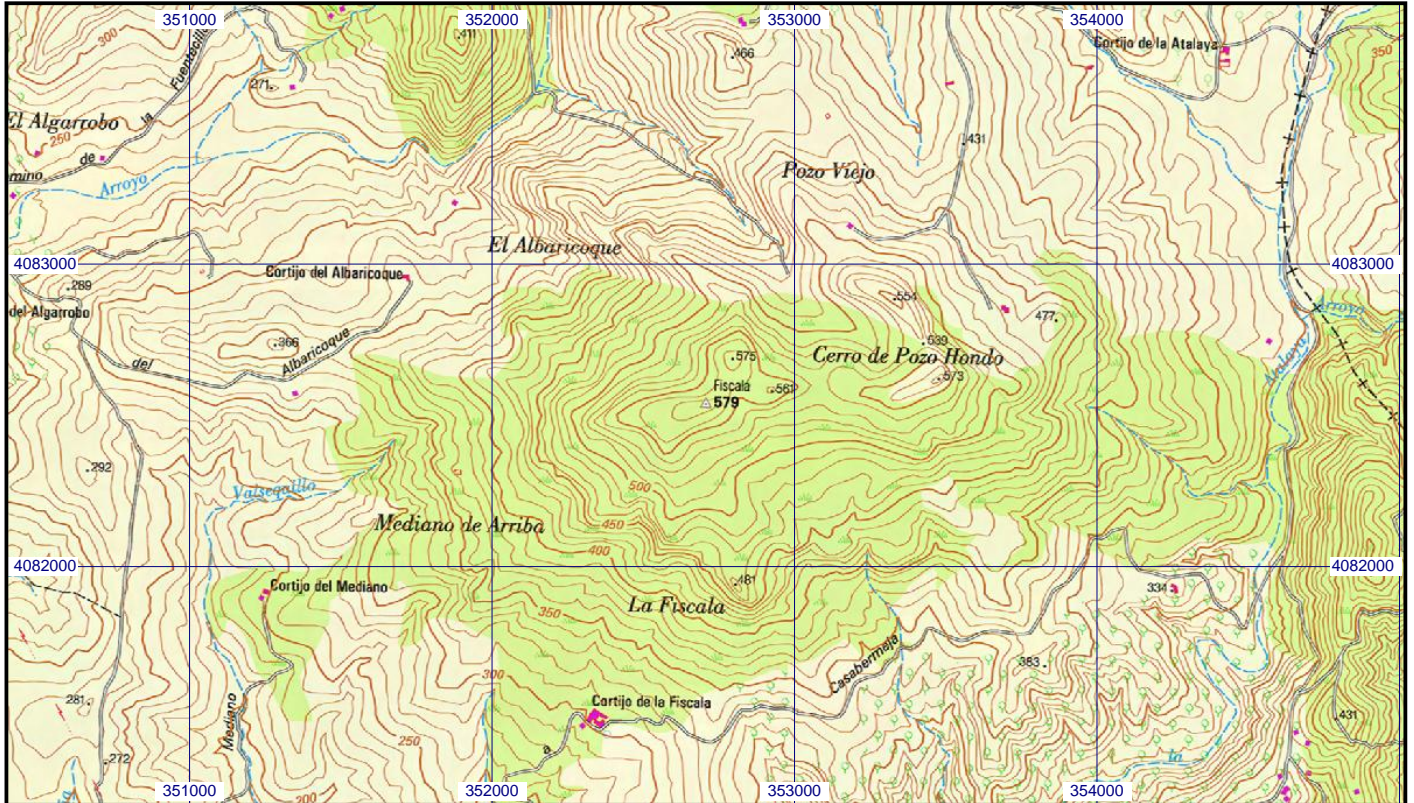 351000
352000
353000
354000
300
411
466
Cortijo de la Atalaya
350
Fuentecilla
271
El Algarrobo
250
la
de
431
mino
Arroyo
Pozo Viejo
El Albaricoque
4083000
4083000
Cortijo del Albaricoque
289
554
Arroyo
del Algarrobo
477
366
Albaricoque
del
575
639
Cerro de Pozo Hondo
Atalaya
573
Fiscala
579
561
292
Valsequillo
500
Mediano de Arriba
450
400
4082000
4082000
481
Cortijo del Mediano
334
350
La Fiscala
383
Casabermeja
300
281
Mediano
Cortijo de la Fiscala
431
250
a
272
la
200
351000
352000
353000
354000